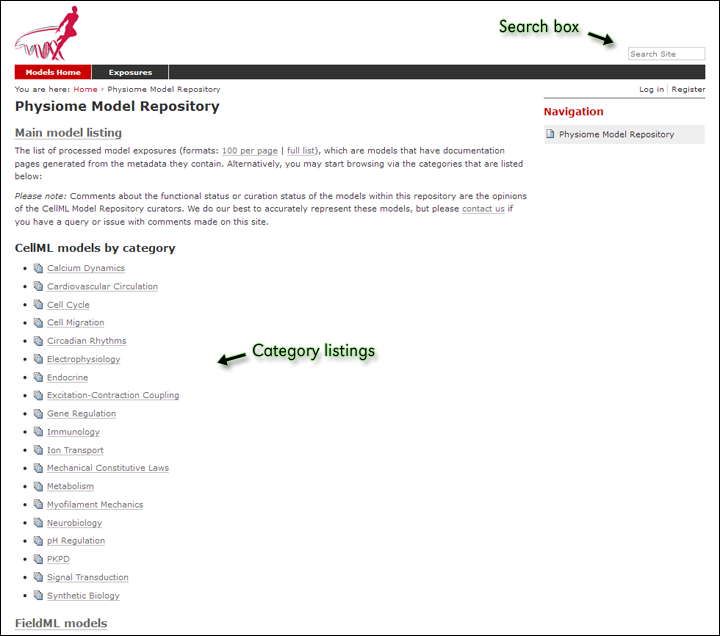 Search box
Search Site
Models Home Exposures
You are here: Home › Physiome Model Repository
Log in Register
Physiome Model Repository
Navigation
Physiome Model Repository
Main model listing
The list of processed model exposures (formats: 100 per page | full list), which are models that have documentation
pages generated from the metadata they contain. Alternatively, you may start browsing via the categories that are listed
below:
Please note: Comments about the functional status or curation status of the models within this repository are the opinions
of the CellML Model Repository curators. We do our best to accurately represent these models, but please contact us if
you have a query or issue with comments made on this site.
CellML models by category
Calcium Dynamics
Cardiovascular Circulation
Cell Cycle
Cell Migration
Circadian Rhythms
Category listings
Electrophysiology
Endocrine
Excitation-Contraction Coupling
Gene Regulation
Immunology
Ion Transport
Mechanical Constitutive Laws
Metabolism
Myofilament Mechanics
Neurobiology
pH Regulation
PKPD
Signal Transduction
Synthetic Biology
FieldML models